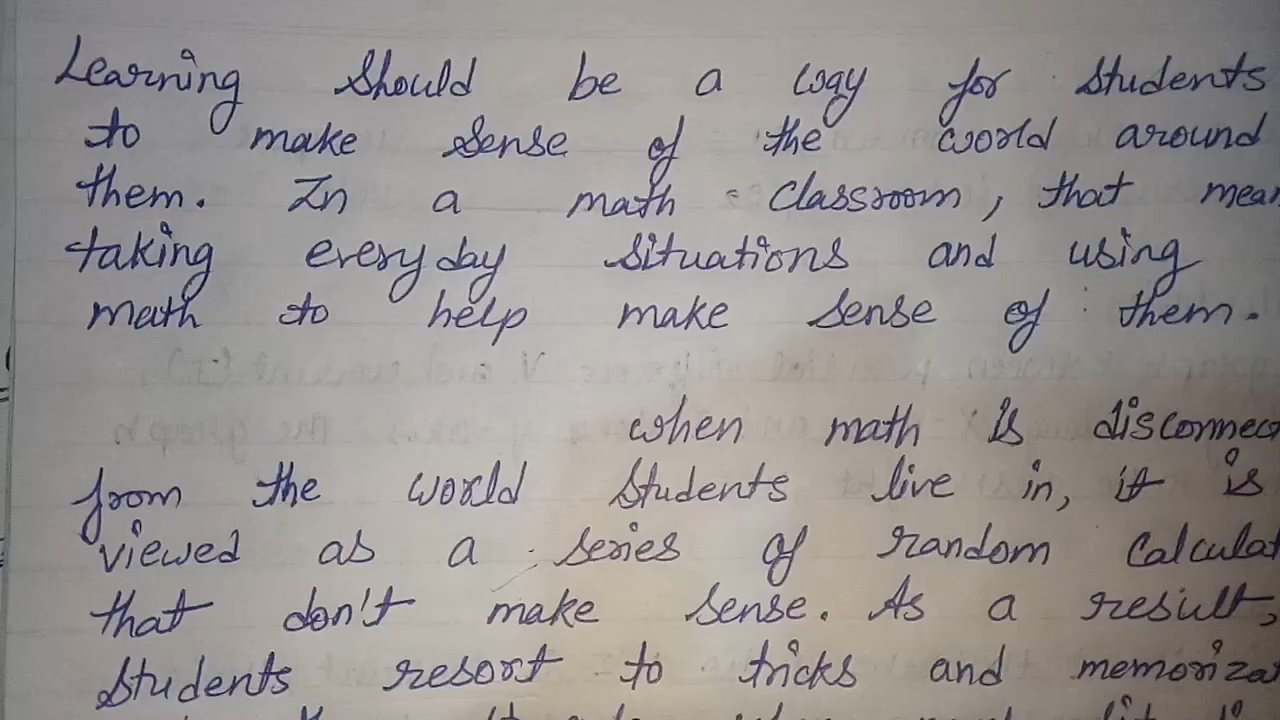 Learning should be a way for students
to make sense of the world around
them. In a math classroom, that mean
taking everyday situations and using
math to help make sense of them.
when math is disconnect
from the world students live in, it is
viewed as a series of random calculat
that don't make sense. As a result,
students resort to tricks and memoriza